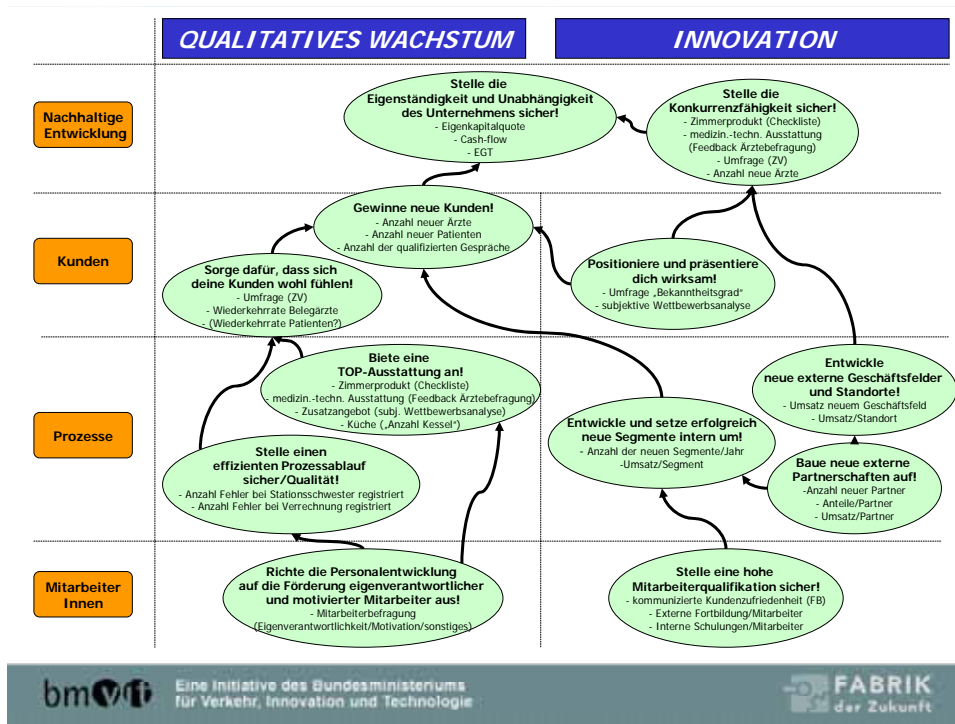 QUALITATIVES WACHSTUM
INNOVATION
Nachhaltige
Entwicklung
Stelle die
Eigenständigkeit und Unabhängigkeit
des Unternehmens sicher!
- Eigenkapitalquote
- Cash-flow
- EGT
Stelle die
Konkurrenzfähigkeit sicher!
- Zimmerprodukt (Checkliste)
- medizin.-techn. Ausstattung
(Feedback Ärztebefragung)
- Umfrage (ZV)
- Anzahl neue Ärzte
Kunden
Gewinne neue Kunden!
- Anzahl neuer Ärzte
- Anzahl neuer Patienten
- Anzahl der qualifizierten Gespräche
Sorge dafür, dass sich
deine Kunden wohl fühlen!
- Umfrage (ZV)
- Wiederkehrrate Belegärzte
- (Wiederkehrrate Patienten?)
Positioniere und präsentiere
dich wirksam!
- Umfrage „Bekanntheitsgrad"
- subjektive Wettbewerbsanalyse
Prozesse
Biete eine
TOP-Ausstattung an!
- Zimmerprodukt (Checkliste)
- medizin.-techn. Ausstattung (Feedback Ärztebefragung)
- Zusatzangebot (subj. Wettbewerbsanalyse)
- Küche („Anzahl Kessel")
Stelle einen
effizienten Prozessablauf
sicher/Qualität!
- Anzahl Fehler bei Stationsschwester registriert
- Anzahl Fehler bei Verrechnung registriert
Entwickle und setze erfolgreich
neue Segmente intern um!
- Anzahl der neuen Segmente/Jahr
-Umsatz/Segment
Entwickle
neue externe Geschäftsfelder
und Standorte!
- Umsatz neuem Geschäftsfeld
- Umsatz/Standort
Baue neue externe
Partnerschaften auf!
-Anzahl neuer Partner
- Anteile/Partner
- Umsatz/Partner
Mitarbeiter
Innen
Richte die Personalentwicklung
auf die Förderung eigenverantwortlicher
und motivierter Mitarbeiter aus!
- Mitarbeiterbefragung
(Eigenverantwortlichkeit/Motivation/sonstiges)
Stelle eine hohe
Mitarbeiterqualifikation sicher!
- kommunizierte Kundenzufriedenheit (FB)
- Externe Fortbildung/Mitarbeiter
- Interne Schulungen/Mitarbeiter
bmvit
Eine Initiative des Bundesministeriums
für Verkehr, Innovation und Technologie
FABRIK
der Zukunft